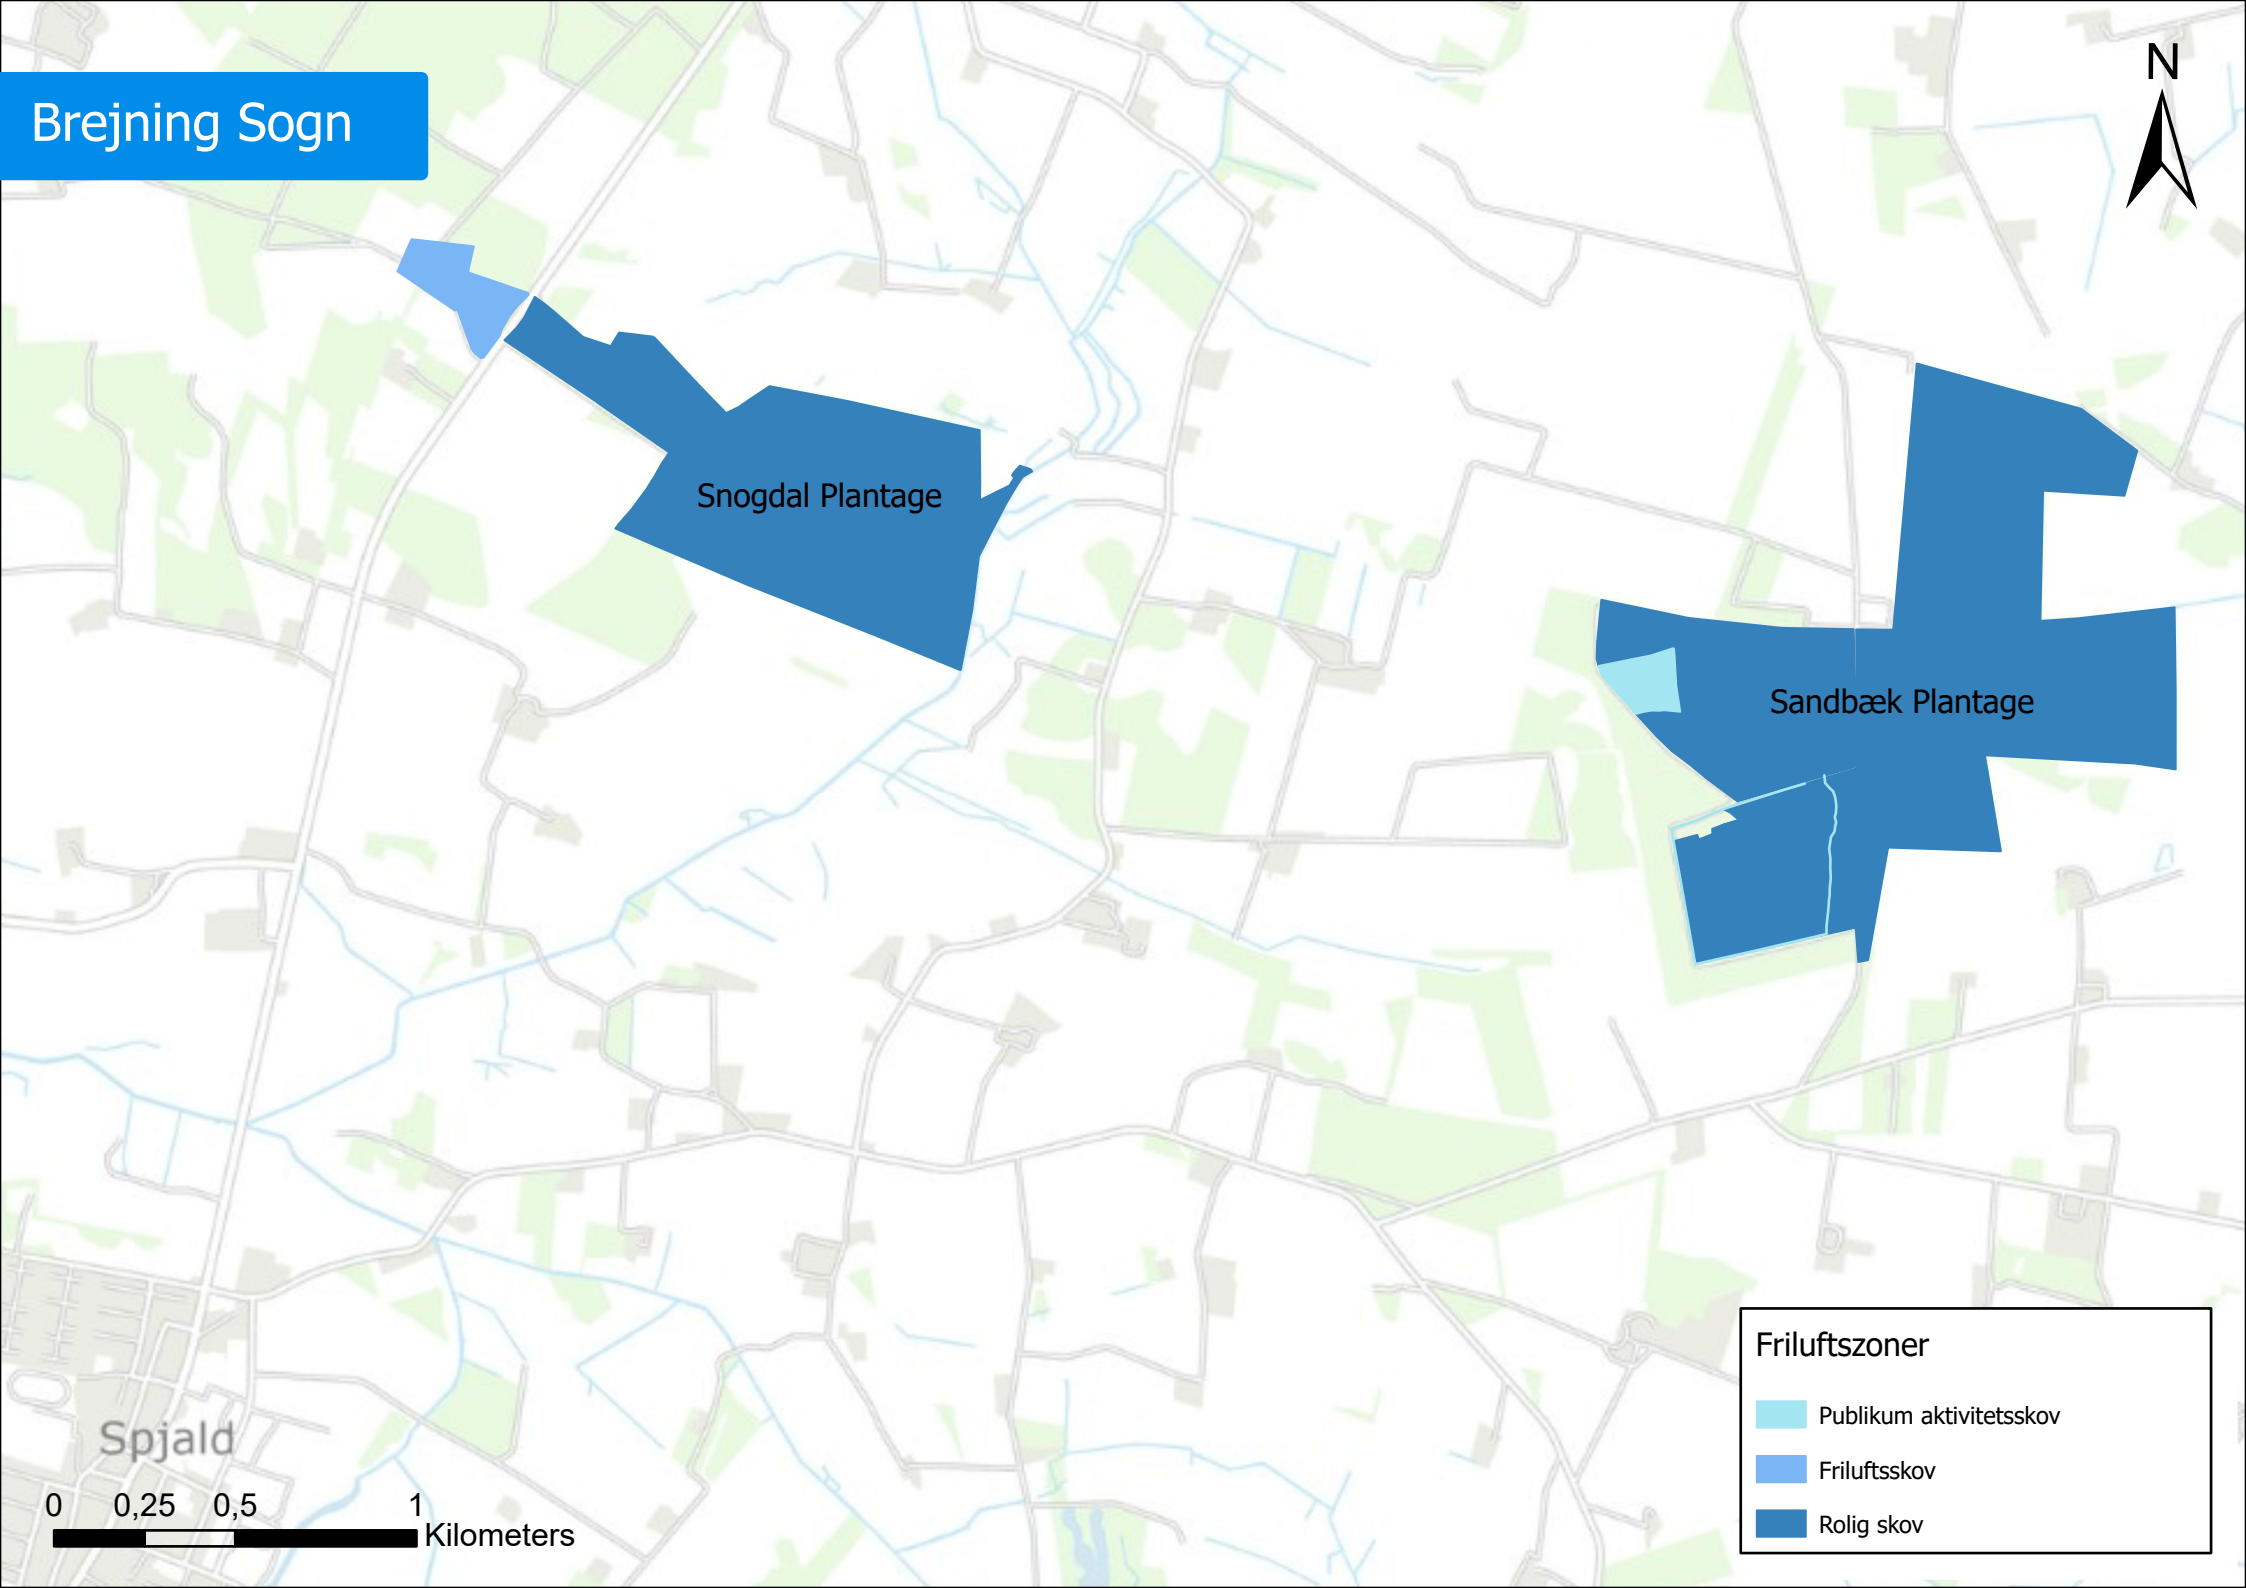 Brejning Sogn
N
Snogdal Plantage
Sandbæk Plantage
Friluftszoner
Publikum aktivitetsskov
Friluftsskov
Rolig skov
Spjald
0 0,25 0,5 1
Kilometers